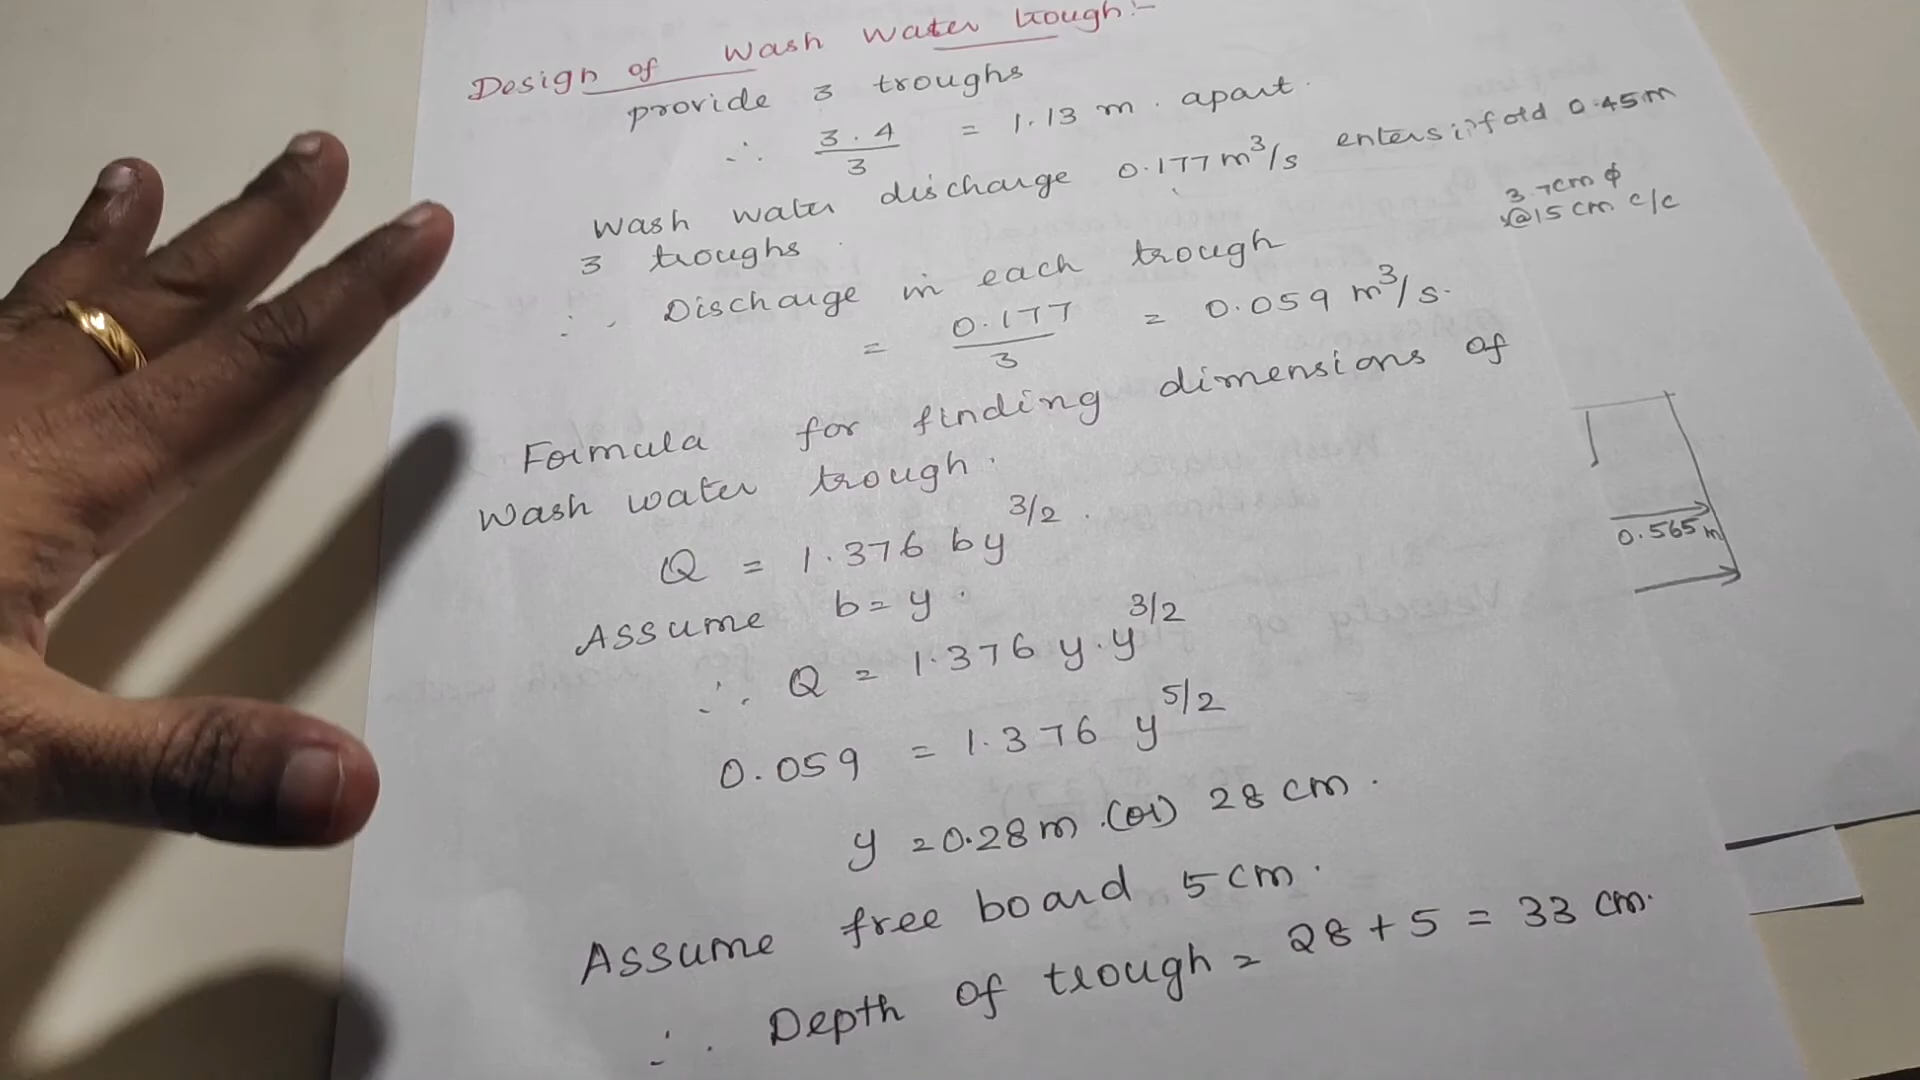 Design of Wash Water trough:-
provide 3 troughs
∴ 3.4/3 = 1.13 m. apart.
Wash water discharge 0.177 m³/s enters
3 troughs
∴ Discharge in each trough
= 0.177/3 = 0.059 m³/s.
Formula for finding dimensions of
Wash water trough.
Q = 1.376 by^3/2.
Assume b = y.
∴ Q = 1.376 y.y^3/2
0.059 = 1.376 y^5/2
y = 0.28 m (or) 28 cm.
Assume free board 5 cm.
∴ Depth of trough = 28 + 5 = 33 cm.
0.45m
3.7cm ϕ
@15 cm c/c
0.565 m